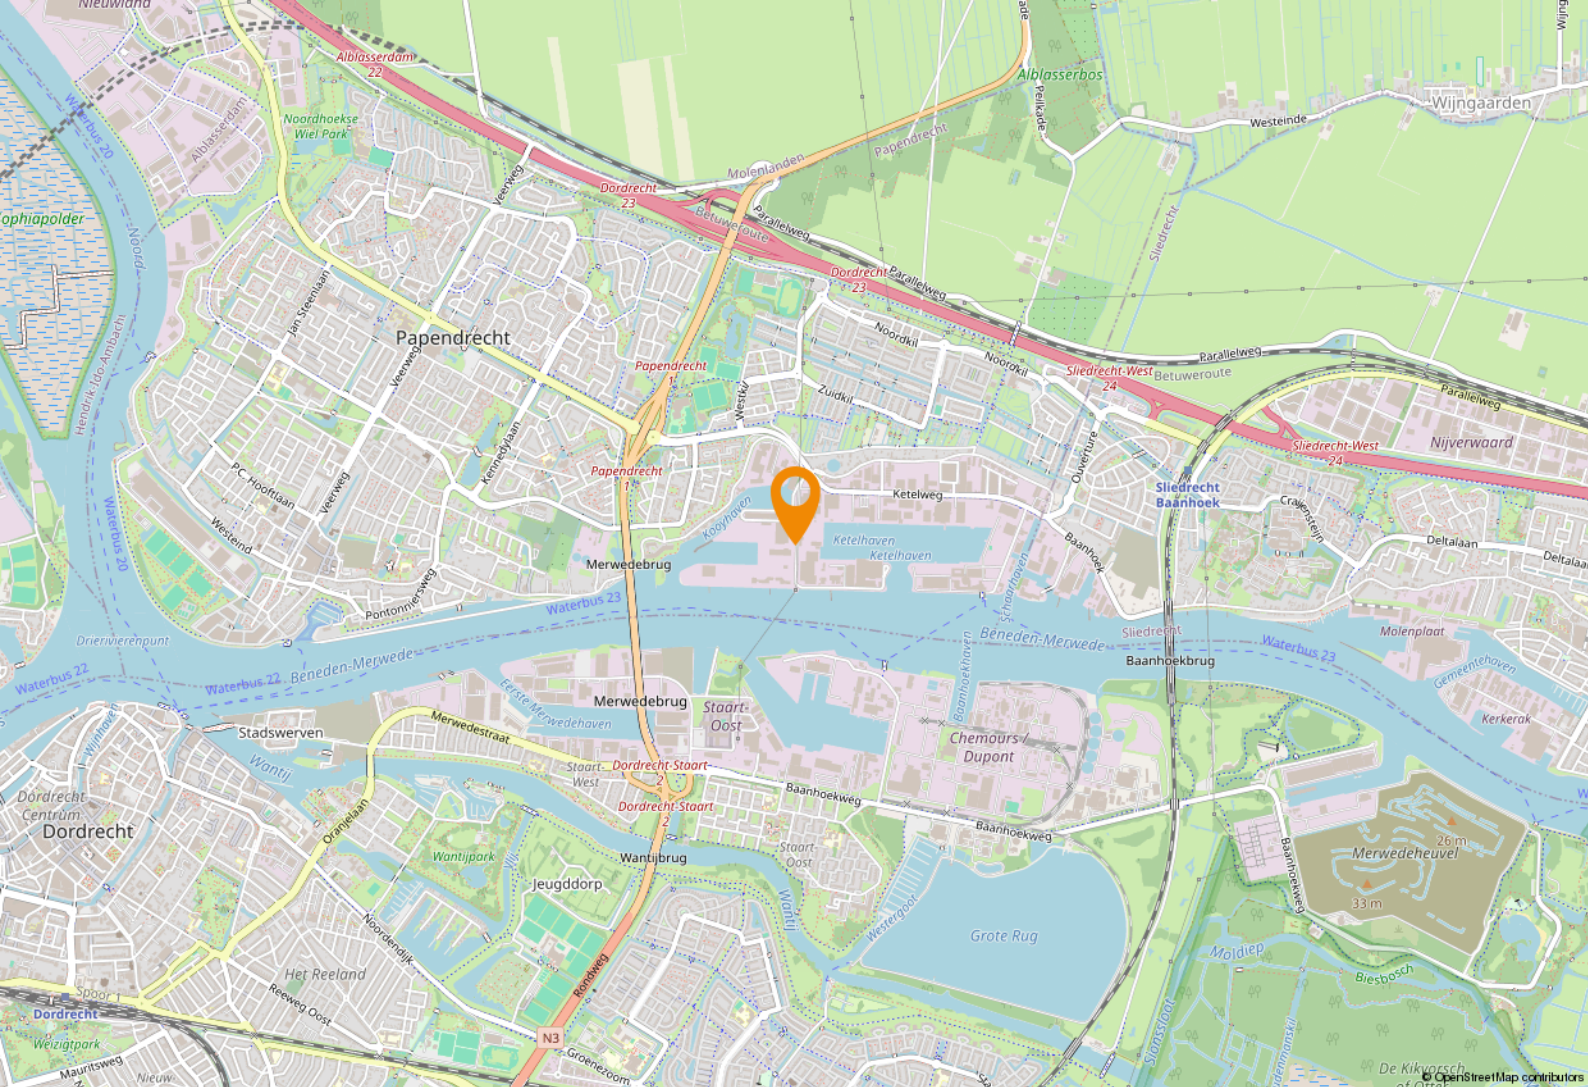 Nieuwland
Alblasserdam
22
Waterbus 20
Alblasserdam
Noordhoekse
Wiel Park
Veerweg
Molenlanden
Papendrecht
Alblasserbos
Peilkade
Westeinde
Wijngaarden
Dordrecht
23
Betuweroute
Parallelweg
Sliedrecht
ophiapolder
Noord
Hendrik-Ido-Ambacht
Jan Steenlaan
Papendrecht
Veerweg
Dordrecht
23
Parallelweg
Noordkil
Noordkil
Papendrecht
1
Westkil
Zuidkil
Sliedrecht-West
24
Parallelweg
Betuweroute
Parallelweg
Nijverwaard
Sliedrecht-West
24
Kennedylaan
Ouverture
PC Hooftlaan
Veerweg
Papendrecht
1
Ketelweg
Sliedrecht
Baanhoek
Craijensteijn
Waterbus 20
Westeind
Kooyhaven
Ketelhaven
Ketelhaven
Baanhoek
Deltalaan
Deltalaa
Merwedebrug
Schaarhaven
Pontonniersweg
Waterbus 23
Drierivierenpunt
Beneden-Merwede
Sliedrecht
Molenplaat
Waterbus 23
Waterbus 22
Waterbus 22
Beneden-Merwede
Baanhoekhaven
Baanhoekbrug
Gemeentehaven
Eerste Merwedehaven
Merwedebrug
Staart-
Oost
Kerkerak
Wijnhaven
Stadswerven
Merwedestraat
Chemours /
Dupont
Wantij
Staart-
West
Dordrecht-Staart
2
Dordrecht-Staart
2
Baanhoekweg
Dordrecht
Centrum
Dordrecht
Oranjelaan
Baanhoekweg
Staart-
Oost
Wantijpark
Wantijbrug
26 m
Merwedeheuvel
Jeugddorp
Baanhoekweg
33 m
Wantij
Westergoot
Grote Rug
Noordendijk
Moldiep
Het Reeland
Rondweg
Biesbosch
Spoor 1
Reeweg Oost
Dordrecht
Sionssloot
N3
Weizigtpark
Groenezoom
Mauritsweg
Nieuw-
De Kikvorsch
© OpenStreetMap contributors